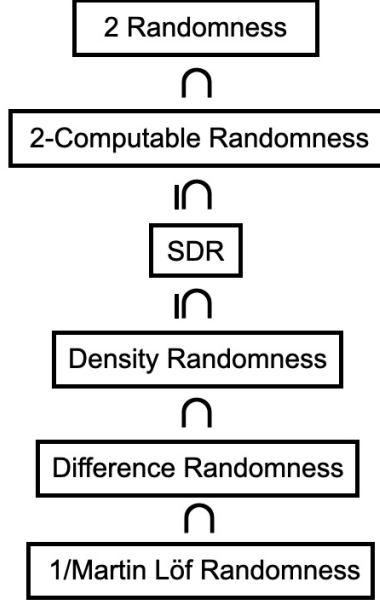 2 Randomness
∩
2-Computable Randomness
I∩
SDR
I∩
Density Randomness
∩
Difference Randomness
∩
1/Martin Löf Randomness